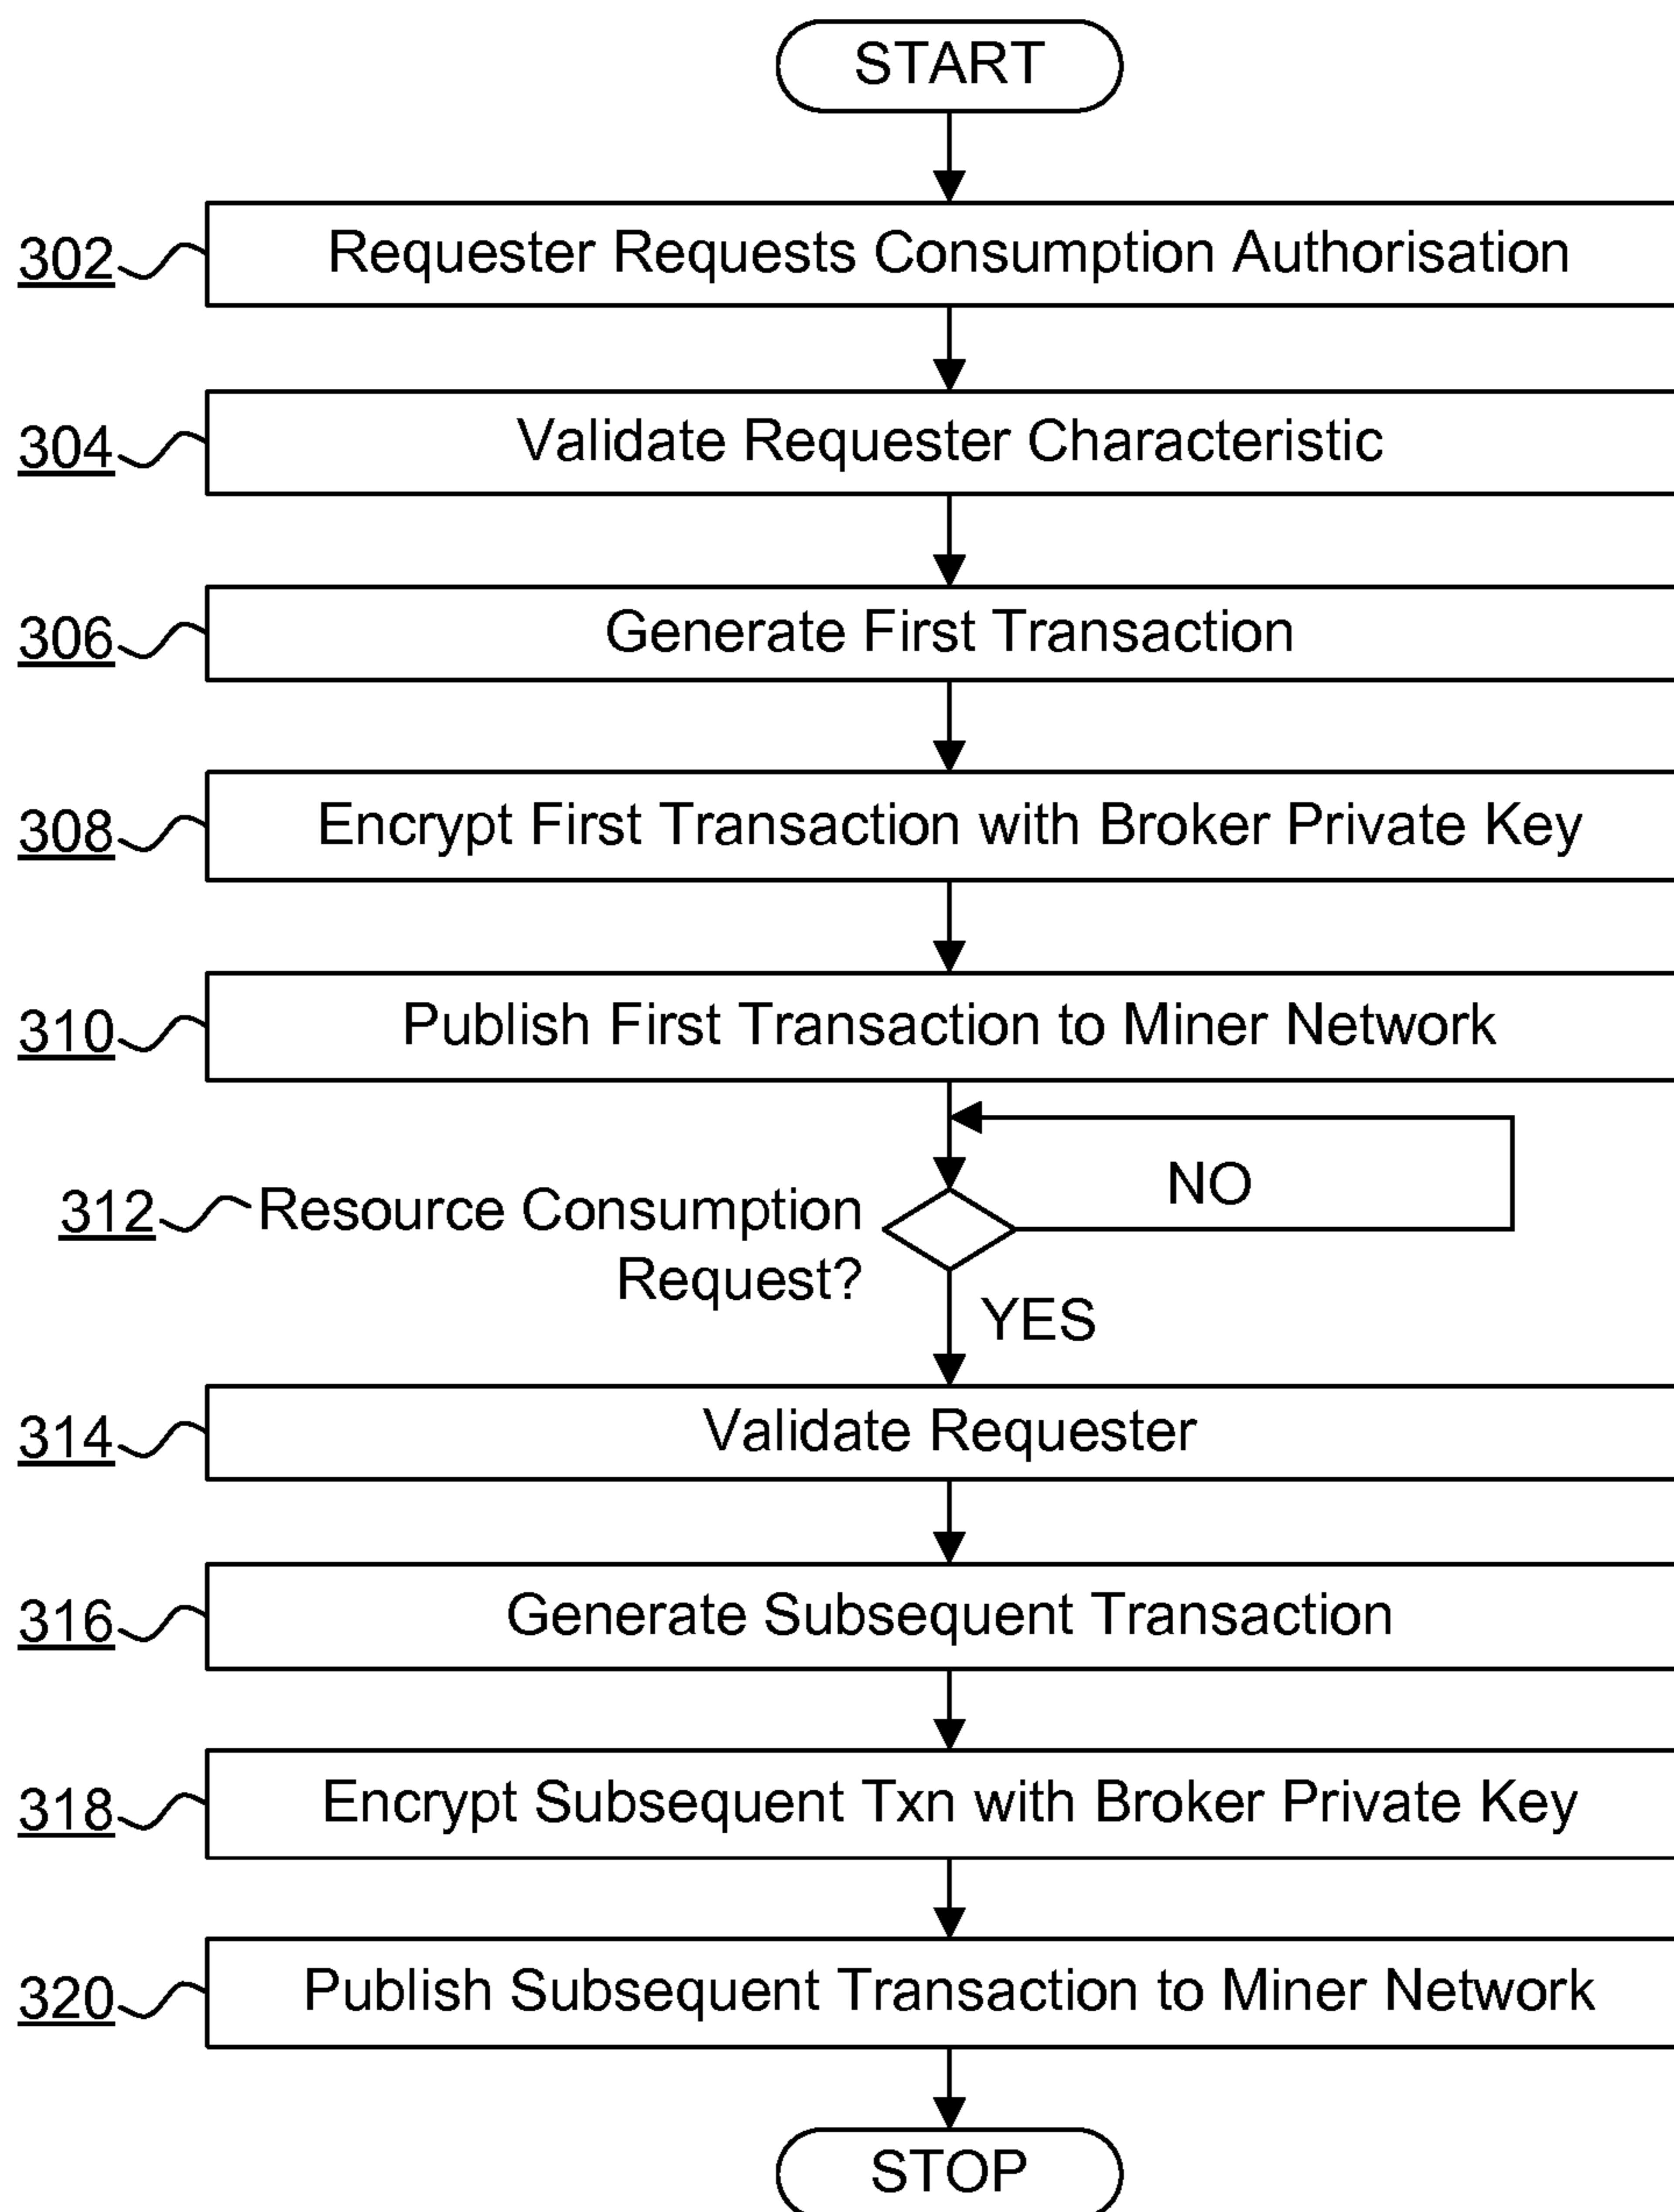 START
302
Requester Requests Consumption Authorisation
304
Validate Requester Characteristic
306
Generate First Transaction
308
Encrypt First Transaction with Broker Private Key
310
Publish First Transaction to Miner Network
NO
312
Resource Consumption
Request?
YES
314
Validate Requester
316
Generate Subsequent Transaction
318
Encrypt Subsequent Txn with Broker Private Key
320
Publish Subsequent Transaction to Miner Network
STOP